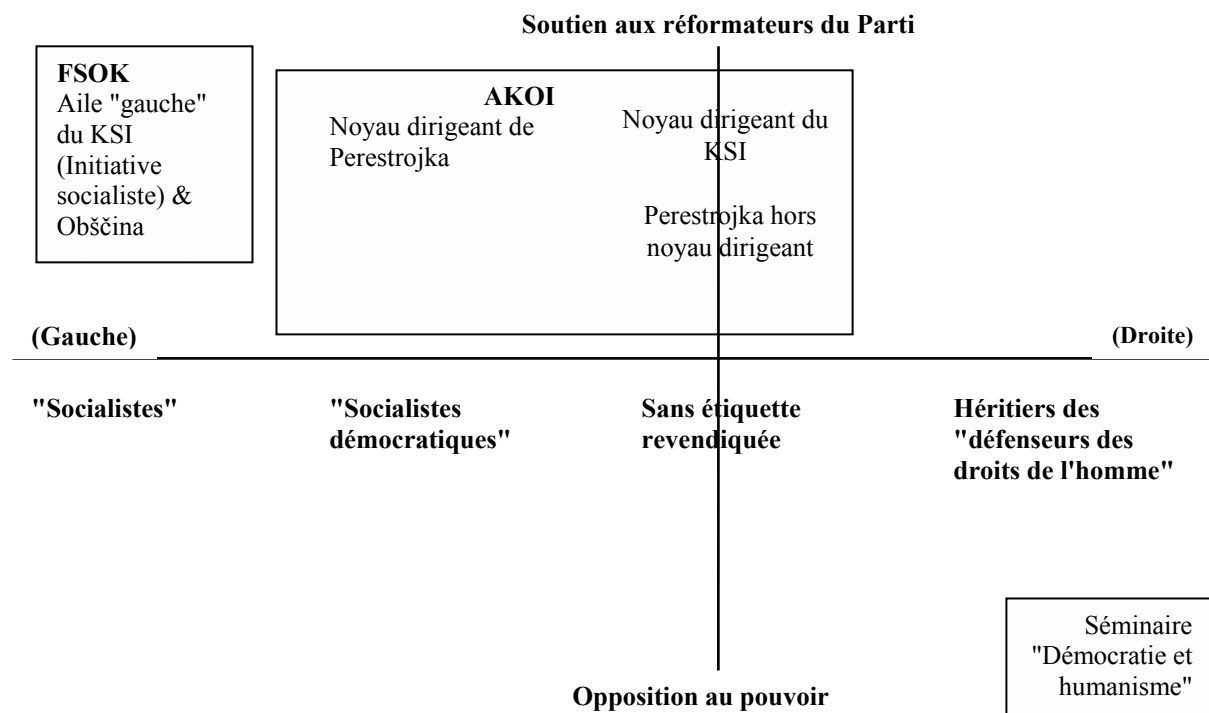 Soutien aux réformateurs du Parti
FSOK
Aile "gauche"
du KSI
(Initiative
socialiste) &
Obščina
AKOI
Noyau dirigeant de
Perestrojka
Noyau dirigeant du
KSI
Perestrojka hors
noyau dirigeant
(Gauche)
(Droite)
"Socialistes"
"Socialistes
démocratiques"
Sans étiquette
revendiquée
Héritiers des
"défenseurs des
droits de l'homme"
Séminaire
"Démocratie et
humanisme"
Opposition au pouvoir